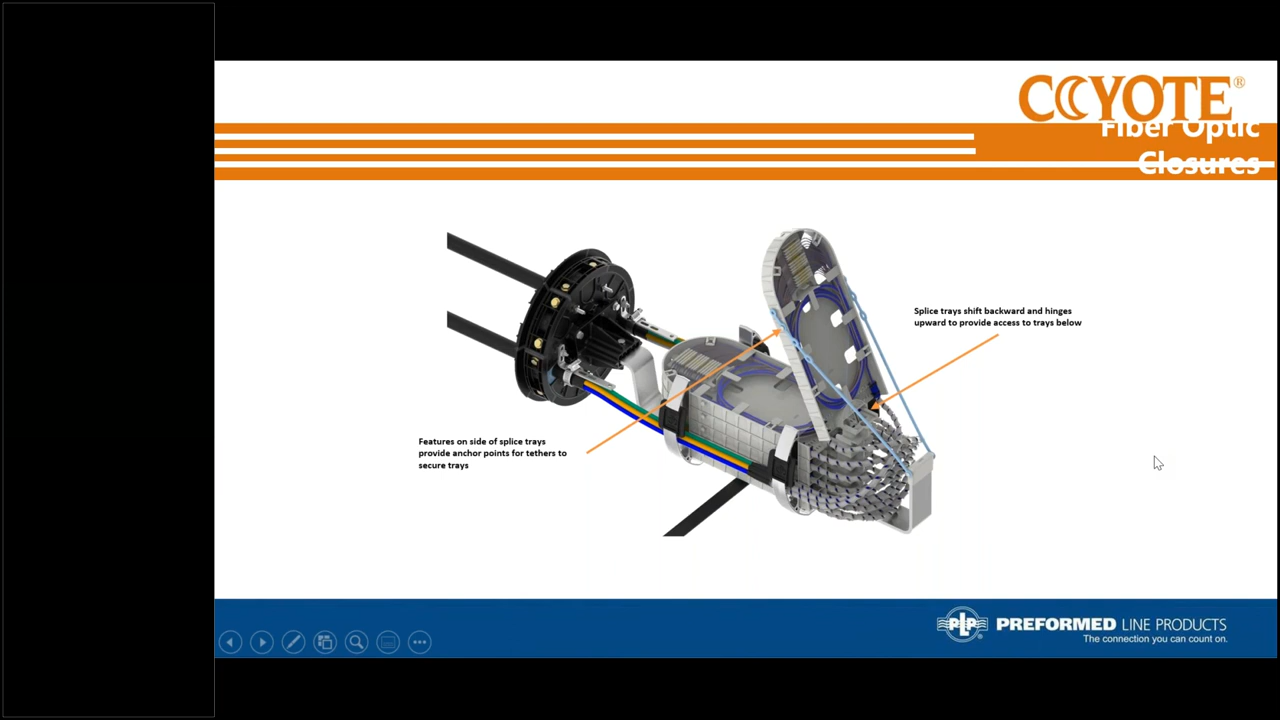 COYOTE®
Fiber Optic
Closures
Splice trays shift backward and hinges
upward to provide access to trays below
Features on side of splice trays
provide anchor points for tethers to
secure trays
PLP®
PREFORMED LINE PRODUCTS
The connection you can count on.